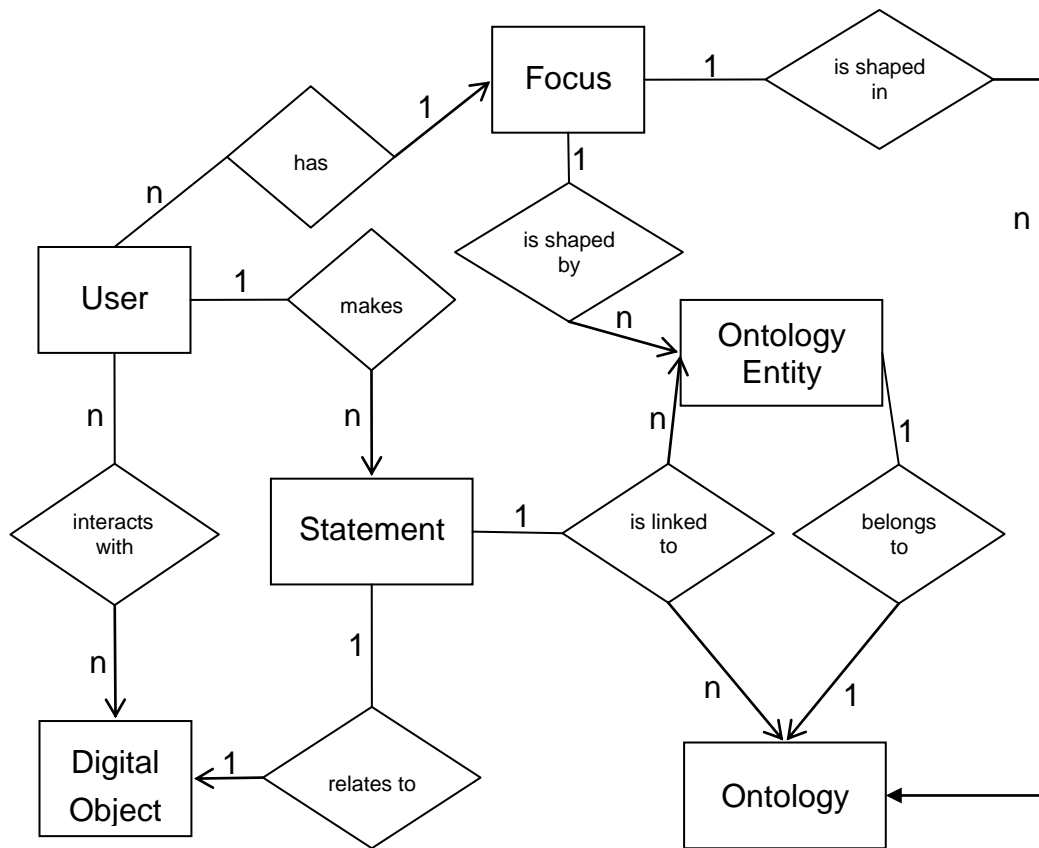 Focus
1
is shaped
in
1
has
n
1
is shaped
by
n
User
1
makes
n
Ontology
Entity
n
n
n
1
interacts
with
Statement
1
is linked
to
belongs
to
n
1
n
1
Digital
Object
1
relates to
Ontology